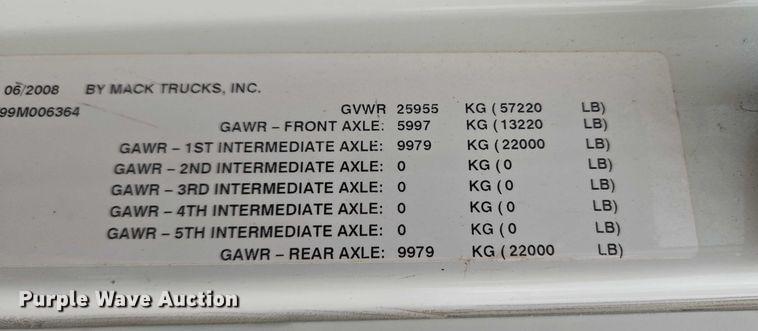 06/2008 BY MACK TRUCKS, INC.
99M006364 GVWR 25955 KG (57220 LB)
GAWR – FRONT AXLE: 5997 KG (13220 LB)
GAWR – 1ST INTERMEDIATE AXLE: 9979 KG (22000 LB)
GAWR – 2ND INTERMEDIATE AXLE: 0 KG (0 LB)
GAWR – 3RD INTERMEDIATE AXLE: 0 KG (0 LB)
GAWR – 4TH INTERMEDIATE AXLE: 0 KG (0 LB)
GAWR – 5TH INTERMEDIATE AXLE: 0 KG (0 LB)
GAWR – REAR AXLE: 9979 KG (22000 LB)
Purple Wave Auction